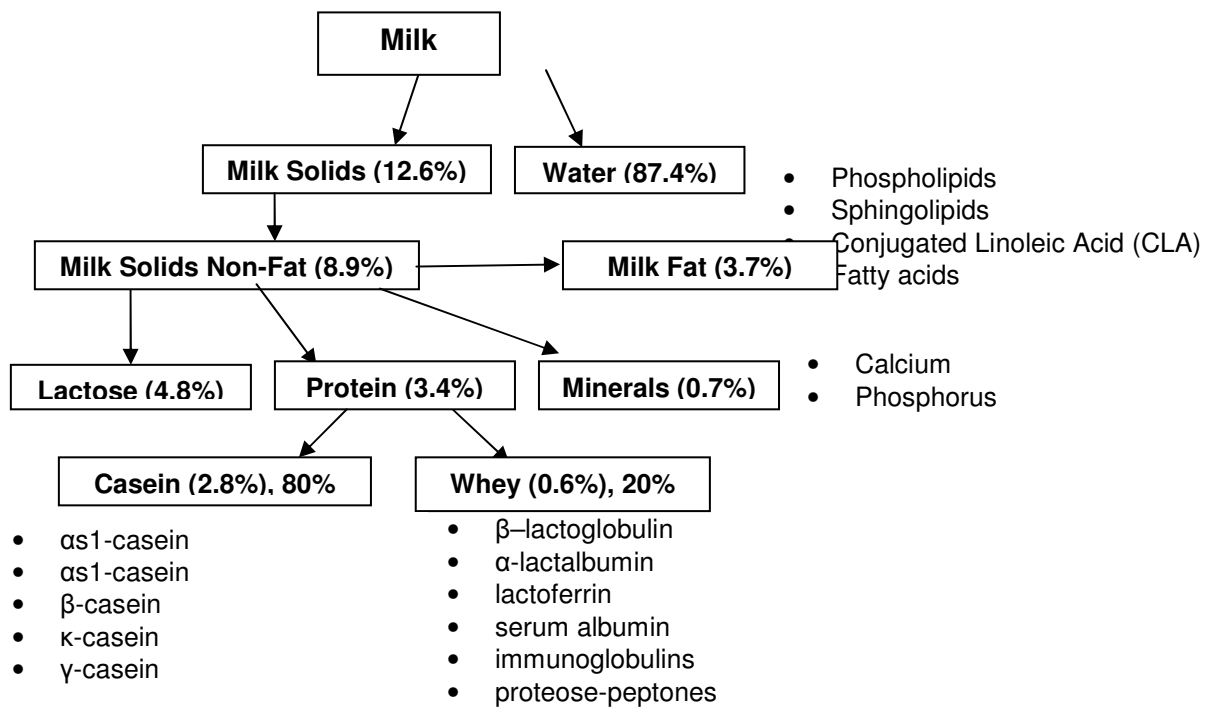 Milk
Milk Solids (12.6%)
Water (87.4%)
• Phospholipids
• Sphingolipids
• Conjugated Linoleic Acid (CLA)
Fatty acids
Milk Solids Non-Fat (8.9%)
Milk Fat (3.7%)
Lactose (4.8%)
Protein (3.4%)
Minerals (0.7%)
• Calcium
• Phosphorus
Casein (2.8%), 80%
Whey (0.6%), 20%
• αs1-casein
• αs1-casein
• β-casein
• κ-casein
• γ-casein
• β–lactoglobulin
• α-lactalbumin
• lactoferrin
• serum albumin
• immunoglobulins
• proteose-peptones